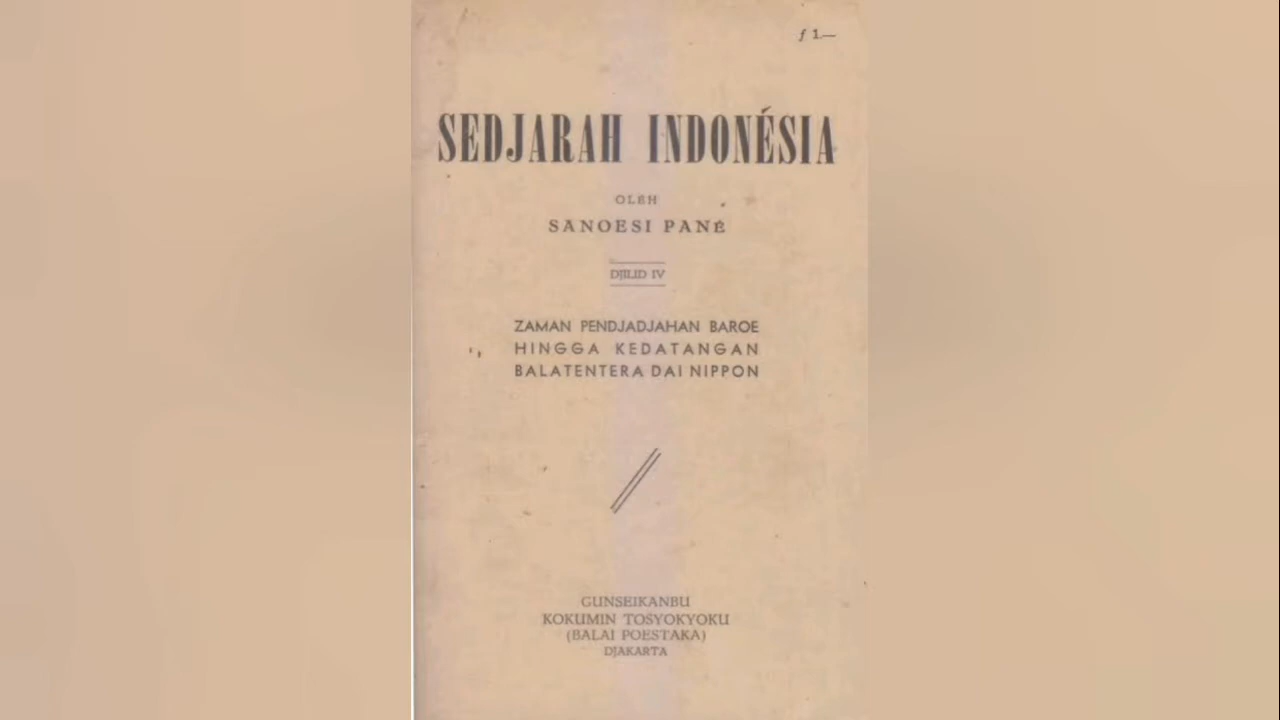 f 1.—
SEDJARAH INDONÉSIA
OLÉH
SANOESI PANÉ
DJILID IV
ZAMAN PENDJADJAHAN BAROE
HINGGA KEDATANGAN
BALATENTERA DAI NIPPON
GUNSEIKANBU
KOKUMIN TOSYOKYOKU
(BALAI POESTAKA)
DJAKARTA